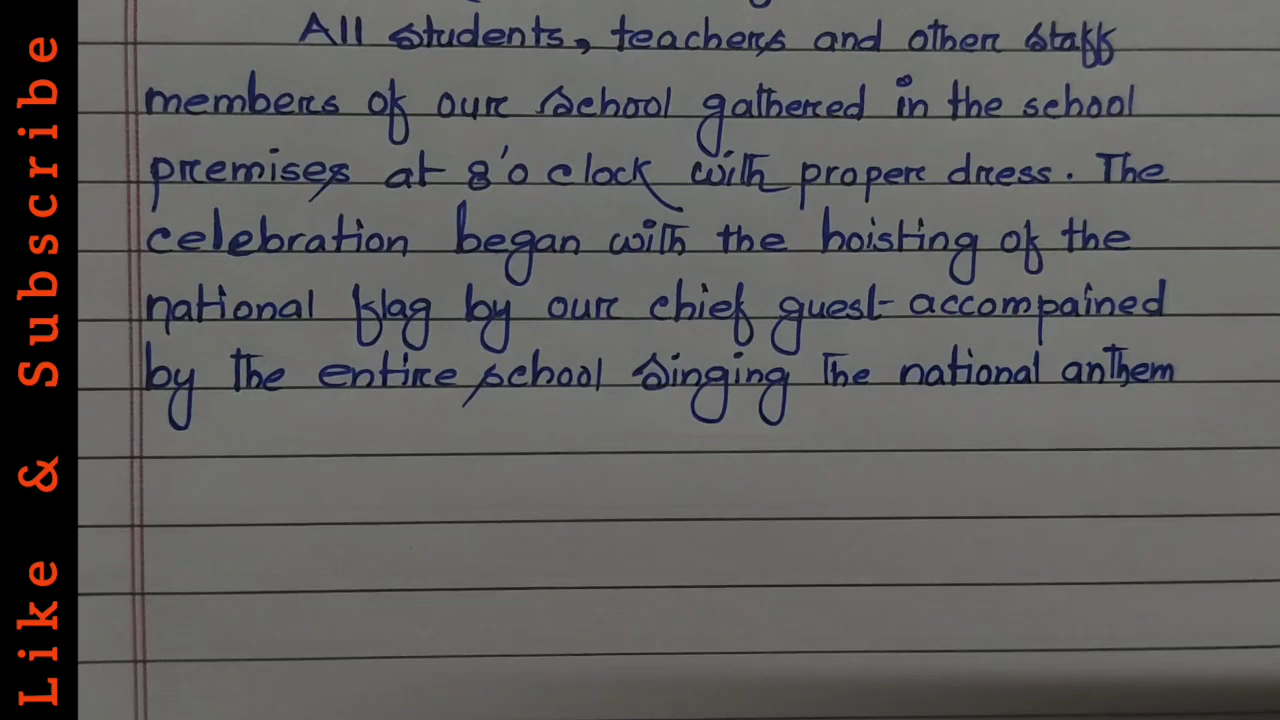 All students, teachers and other staff
members of our school gathered in the school
premises at 8'o clock with proper dress. The
celebration began with the hoisting of the
national flag by our chief guest accompained
by the entire school singing the national anthem
Like & Subscribe